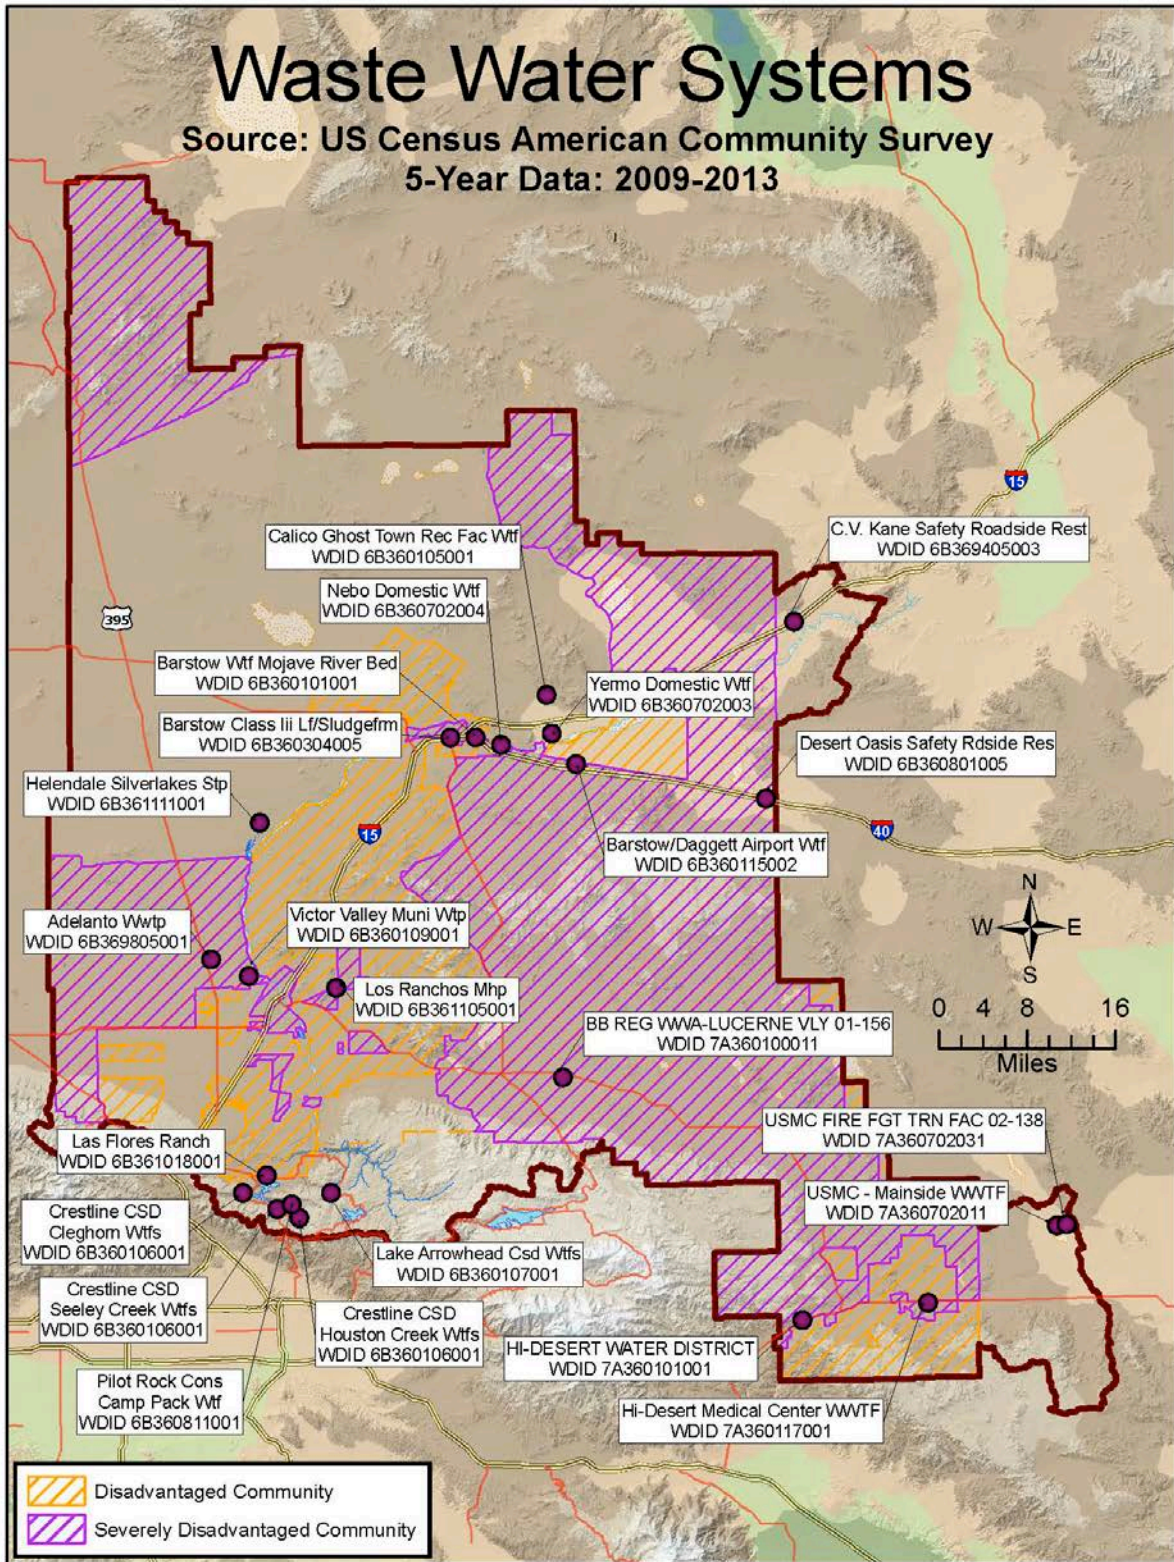 Waste Water Systems
Source: US Census American Community Survey
5-Year Data: 2009-2013
15
C.V. Kane Safety Roadside Rest
WDID 6B369405003
Calico Ghost Town Rec Fac Wtf
WDID 6B360105001
Nebo Domestic Wtf
WDID 6B360702004
395
Barstow Wtf Mojave River Bed
WDID 6B360101001
Yermo Domestic Wtf
WDID 6B360702003
Barstow Class Iii Lf/Sludgefrm
WDID 6B360304005
Desert Oasis Safety Rdside Res
WDID 6B360801005
Helendale Silverlakes Stp
WDID 6B361111001
15
40
Barstow/Daggett Airport Wtf
WDID 6B360115002
N
W
E
S
Adelanto Wwtp
WDID 6B369805001
Victor Valley Muni Wtp
WDID 6B360109001
Los Ranchos Mhp
WDID 6B361105001
0 4 8 16
Miles
BB REG WWA-LUCERNE VLY 01-156
WDID 7A360100011
USMC FIRE FGT TRN FAC 02-138
WDID 7A360702031
Las Flores Ranch
WDID 6B361018001
USMC - Mainside WWTF
WDID 7A360702011
Crestline CSD
Cleghorn Wtfs
WDID 6B360106001
Lake Arrowhead Csd Wtfs
WDID 6B360107001
Crestline CSD
Seeley Creek Wtfs
WDID 6B360106001
Crestline CSD
Houston Creek Wtfs
WDID 6B360106001
HI-DESERT WATER DISTRICT
WDID 7A360101001
Pilot Rock Cons
Camp Pack Wtf
WDID 6B360811001
Hi-Desert Medical Center WWTF
WDID 7A360117001
Disadvantaged Community
Severely Disadvantaged Community